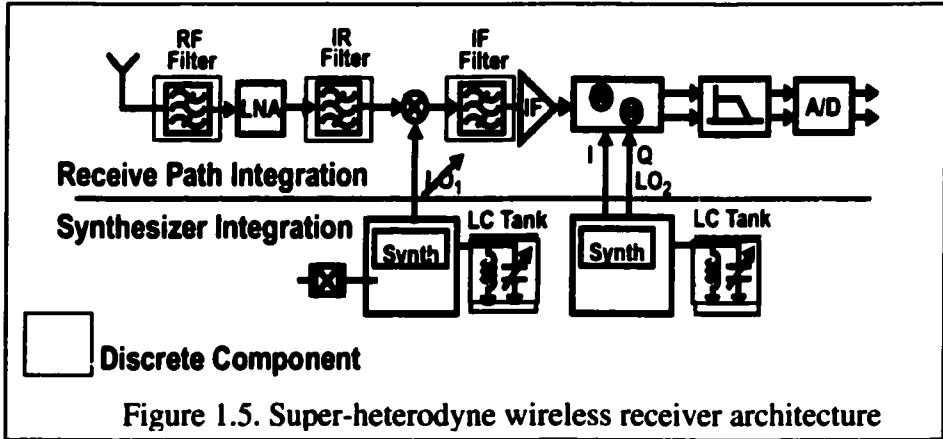 RF
Filter
IR
Filter
IF
Filter
LNA
IF
A/D
I
Q
LO1
LO2
Receive Path Integration
Synthesizer Integration
LC Tank
LC Tank
Synth
Synth
Discrete Component
Figure 1.5. Super-heterodyne wireless receiver architecture